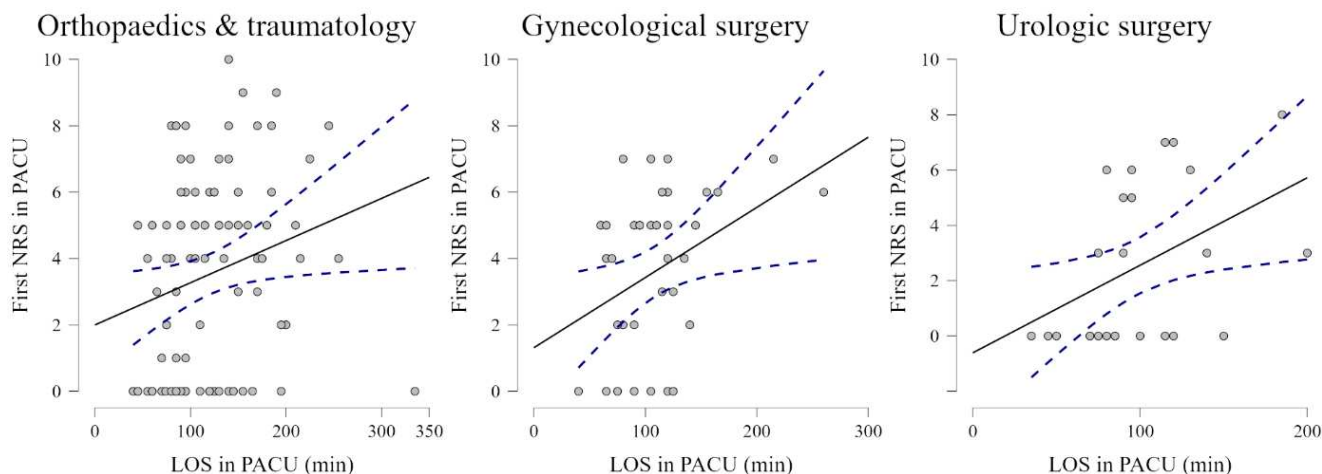 Orthopaedics & traumatology
10
8
6
4
2
0
First NRS in PACU
0 100 200 300 350
LOS in PACU (min)
Gynecological surgery
10
8
6
4
2
0
First NRS in PACU
0 100 200 300
LOS in PACU (min)
Urologic surgery
10
8
6
4
2
0
First NRS in PACU
0 100 200
LOS in PACU (min)